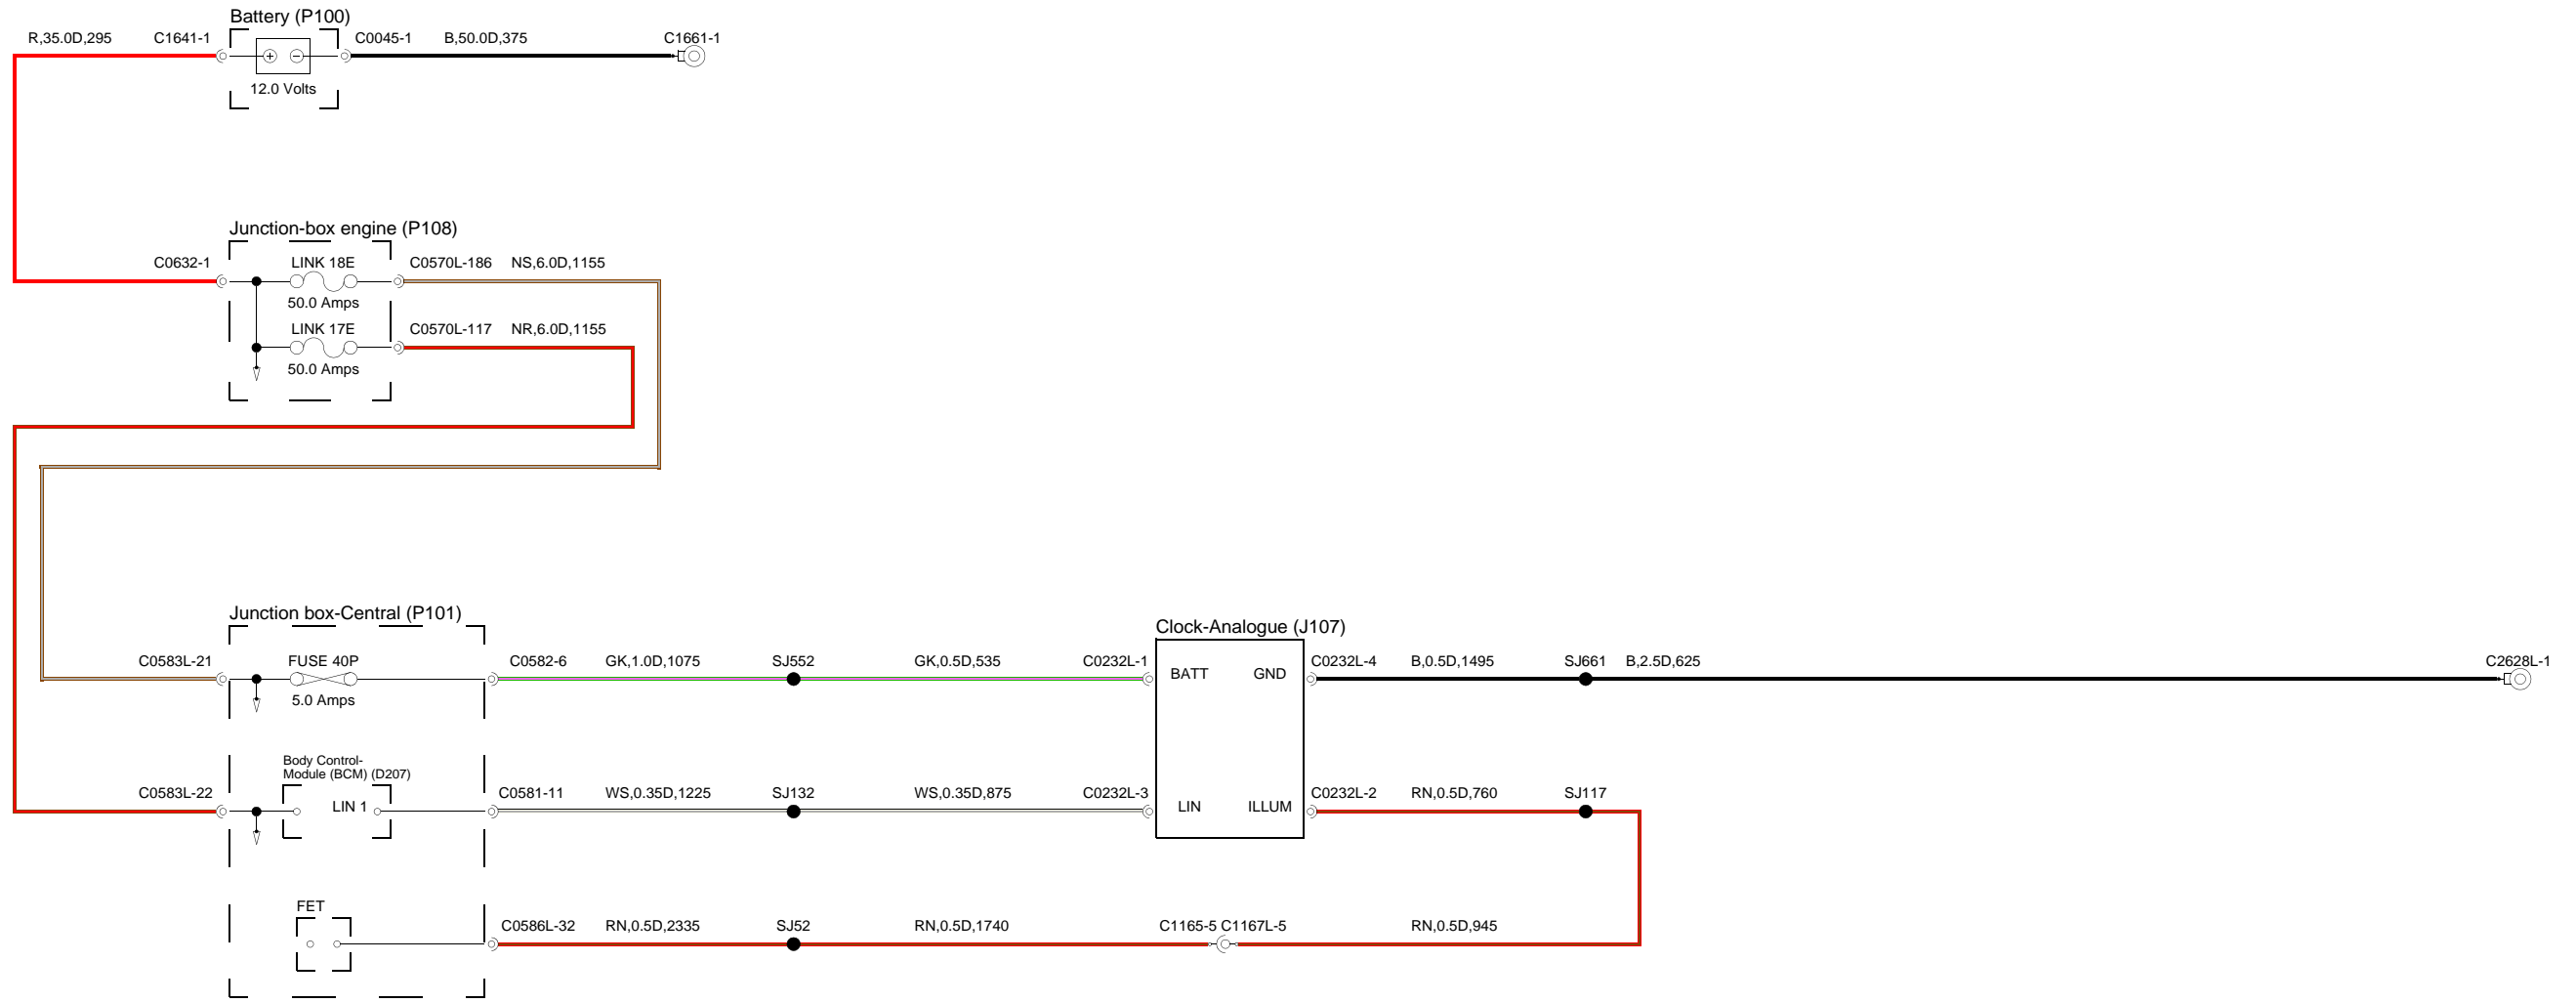 Battery (P100)
R,35.0D,295 C1641-1 C0045-1 B,50.0D,375 C1661-1
+ −
12.0 Volts
Junction-box engine (P108)
C0632-1 LINK 18E C0570L-186 NS,6.0D,1155
50.0 Amps
LINK 17E C0570L-117 NR,6.0D,1155
50.0 Amps
Junction box-Central (P101)
Clock-Analogue (J107)
C0583L-21 FUSE 40P C0582-6 GK,1.0D,1075 SJ552 GK,0.5D,535 C0232L-1 C0232L-4 B,0.5D,1495 SJ661 B,2.5D,625 C2628L-1
BATT GND
5.0 Amps
Body Control-
Module (BCM) (D207)
C0583L-22 C0581-11 WS,0.35D,1225 SJ132 WS,0.35D,875 C0232L-3 C0232L-2 RN,0.5D,760 SJ117
LIN 1 LIN ILLUM
FET
C0586L-32 RN,0.5D,2335 SJ52 RN,0.5D,1740 C1165-5 C1167L-5 RN,0.5D,945